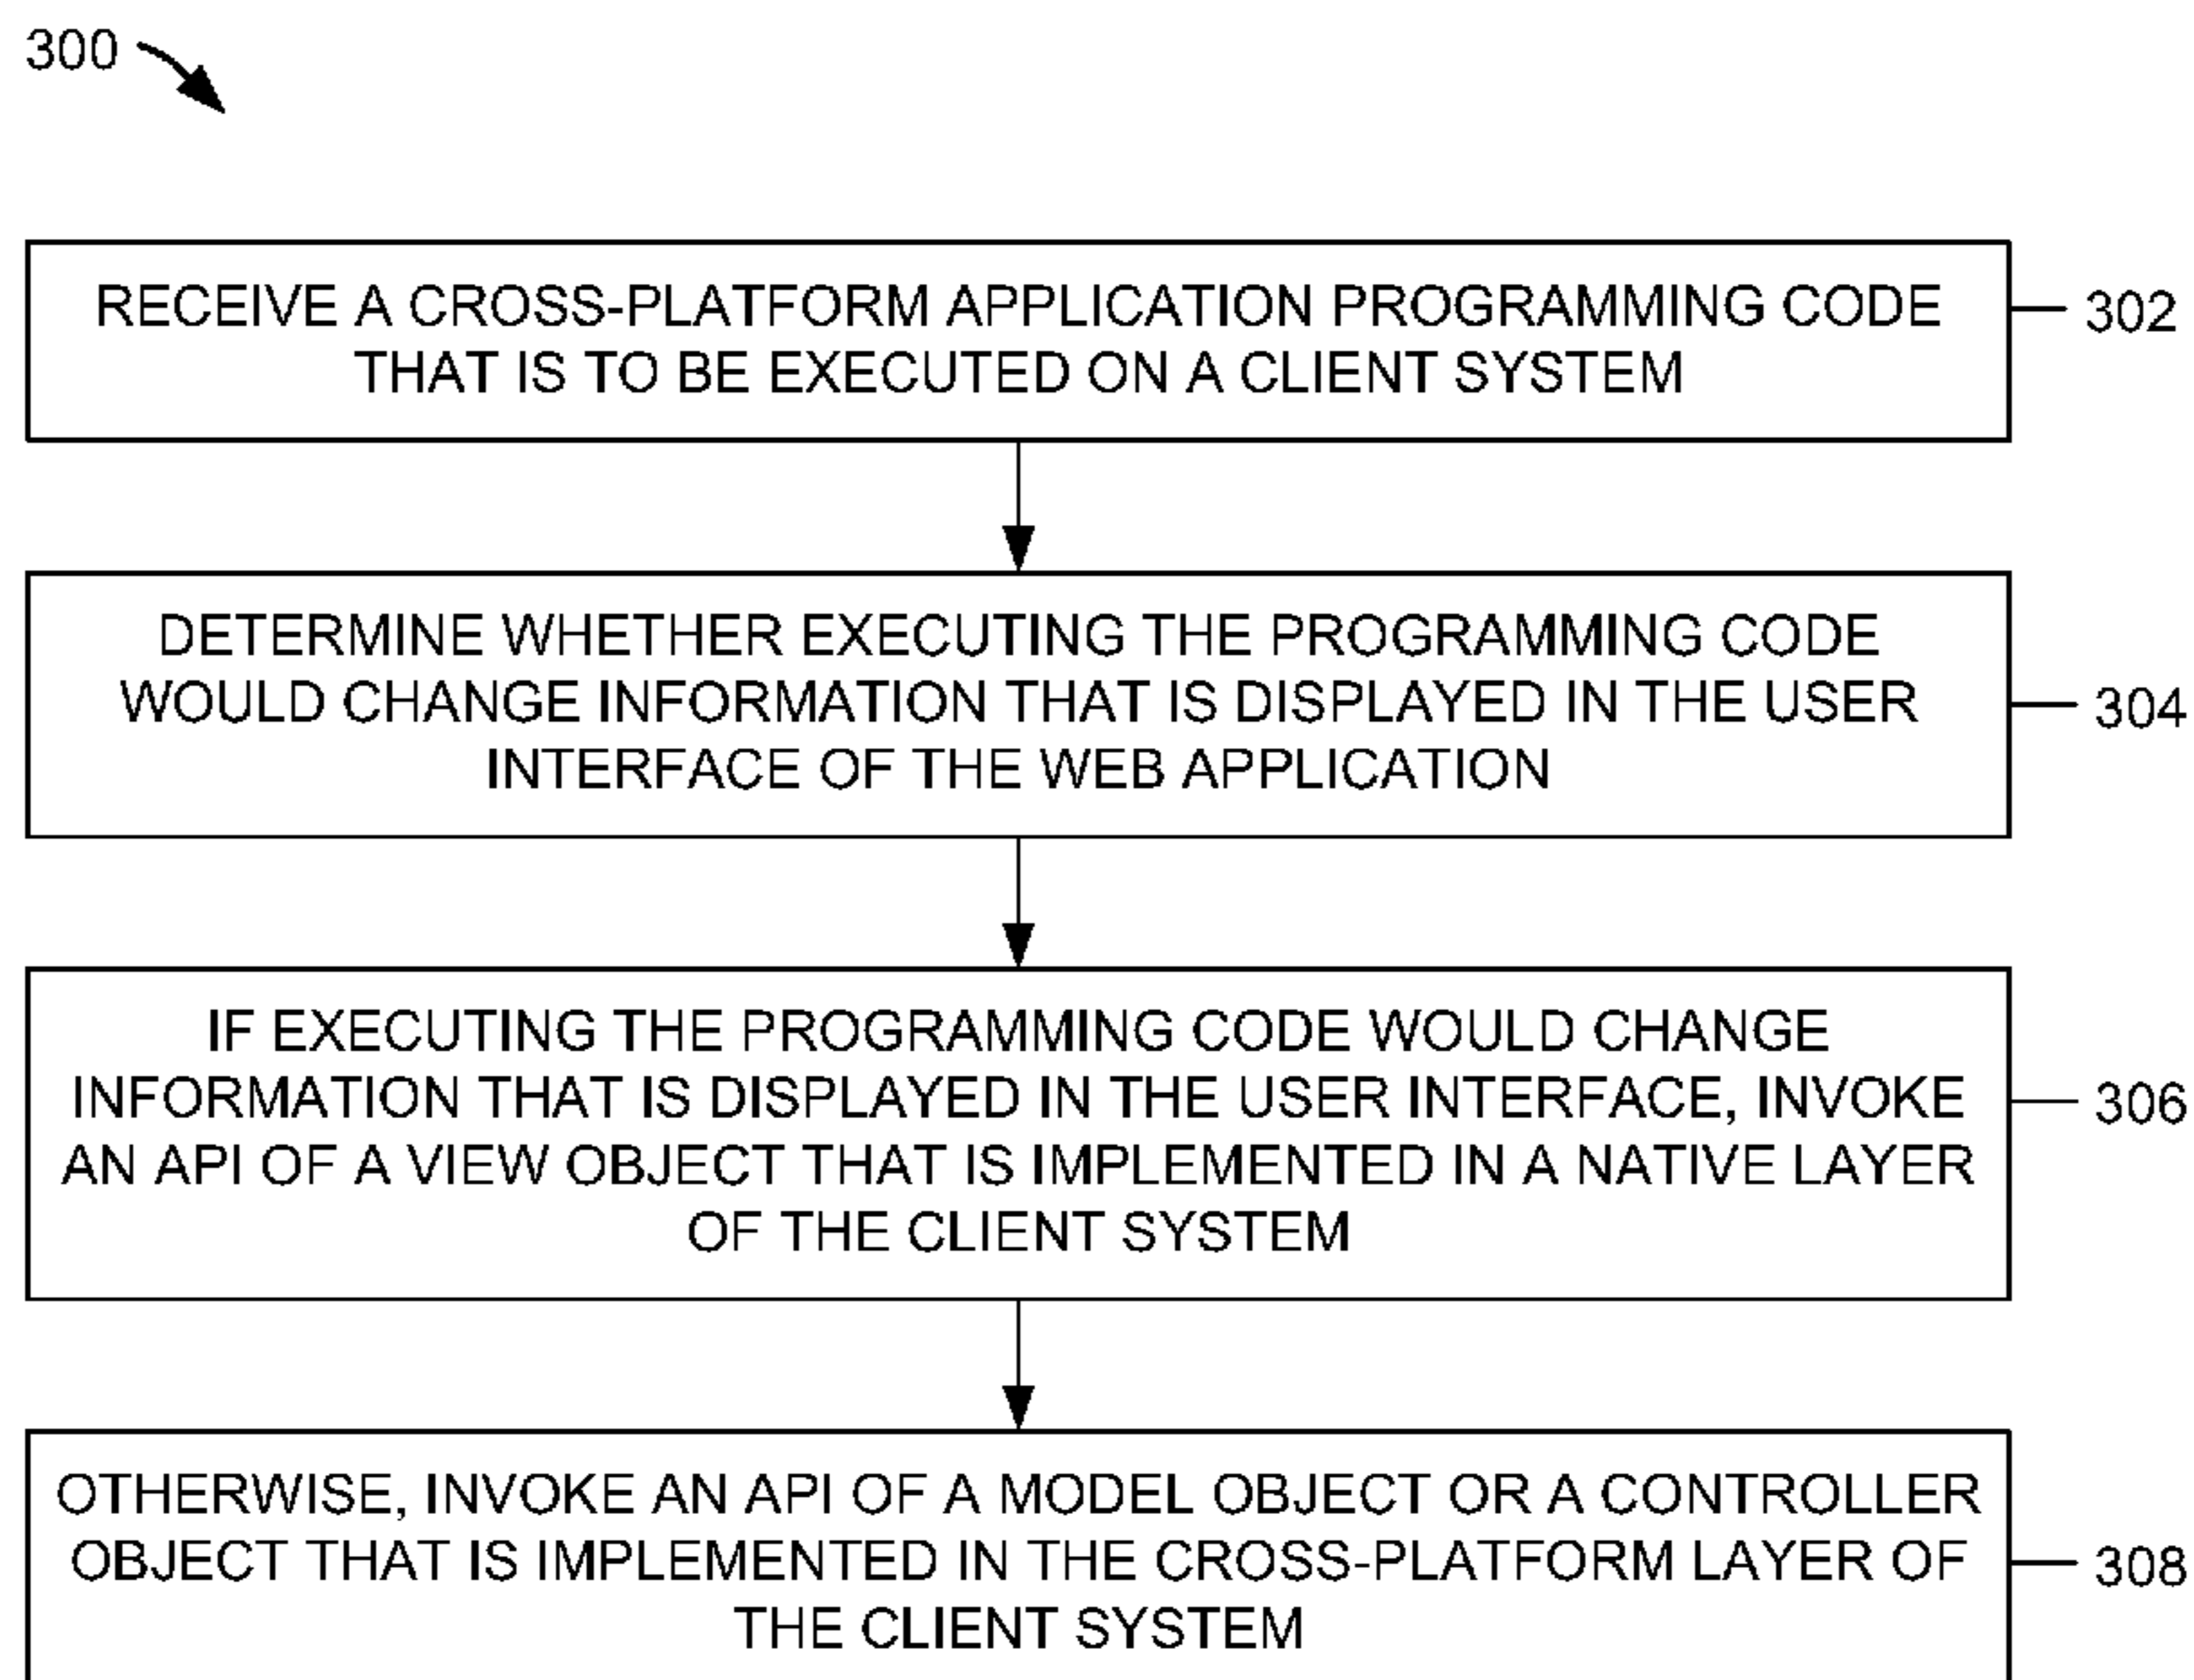 300
RECEIVE A CROSS-PLATFORM APPLICATION PROGRAMMING CODE
THAT IS TO BE EXECUTED ON A CLIENT SYSTEM
302
DETERMINE WHETHER EXECUTING THE PROGRAMMING CODE
WOULD CHANGE INFORMATION THAT IS DISPLAYED IN THE USER
INTERFACE OF THE WEB APPLICATION
304
IF EXECUTING THE PROGRAMMING CODE WOULD CHANGE
INFORMATION THAT IS DISPLAYED IN THE USER INTERFACE, INVOKE
AN API OF A VIEW OBJECT THAT IS IMPLEMENTED IN A NATIVE LAYER
OF THE CLIENT SYSTEM
306
OTHERWISE, INVOKE AN API OF A MODEL OBJECT OR A CONTROLLER
OBJECT THAT IS IMPLEMENTED IN THE CROSS-PLATFORM LAYER OF
THE CLIENT SYSTEM
308